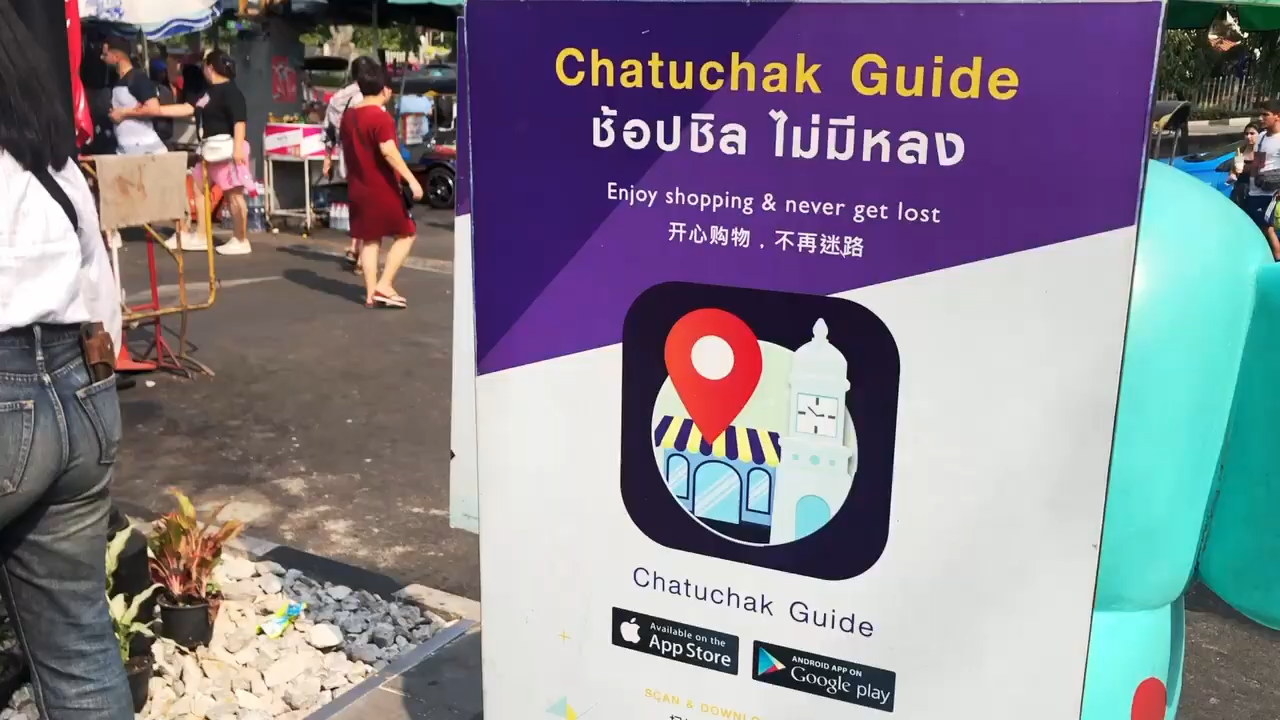 Chatuchak Guide
ช้อปชิล ไม่มีหลง
Enjoy shopping & never get lost
开心购物，不再迷路
Chatuchak Guide
Available on the
App Store
ANDROID APP ON
Google play
SCAN & DOWNLO